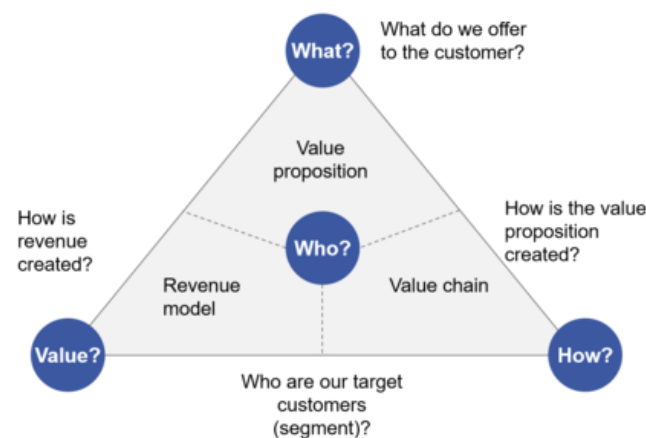 What?
What do we offer
to the customer?
Value
proposition
How is
revenue
created?
Who?
How is the value
proposition
created?
Revenue
model
Value chain
Value?
How?
Who are our target
customers
(segment)?